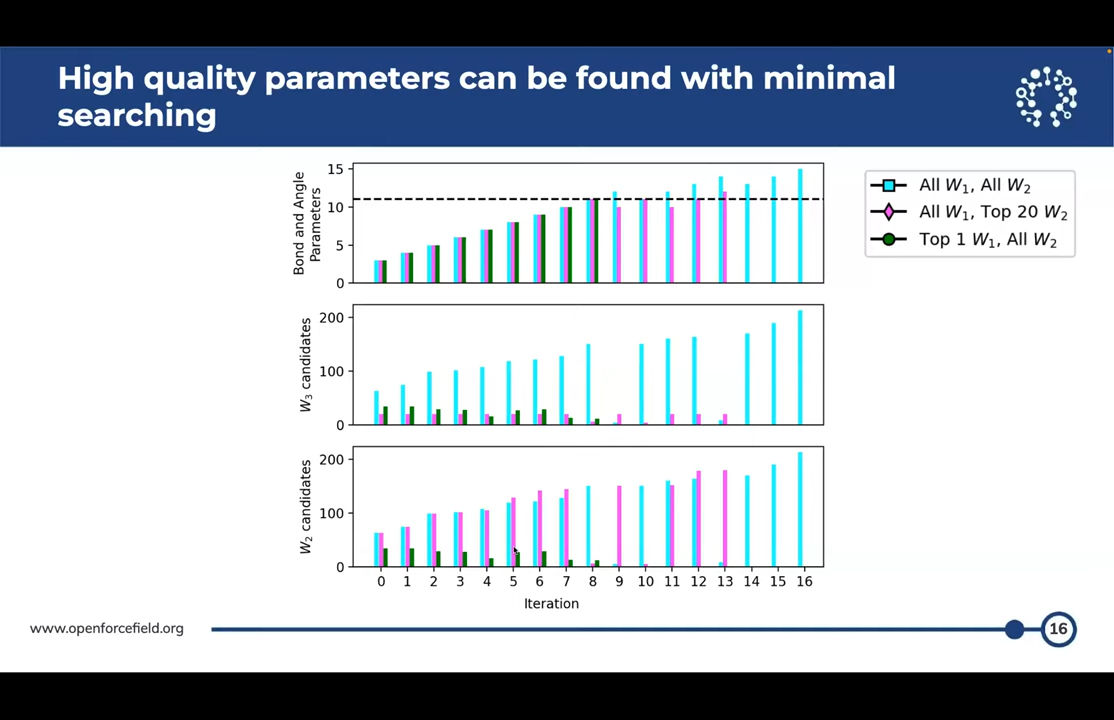 High quality parameters can be found with minimal
searching
Bond and Angle
Parameters
15
10
5
0
All W₁, All W₂
All W₁, Top 20 W₂
Top 1 W₁, All W₂
W₃ candidates
200
100
0
W₂ candidates
200
100
0
0 1 2 3 4 5 6 7 8 9 10 11 12 13 14 15 16
Iteration
www.openforcefield.org
16